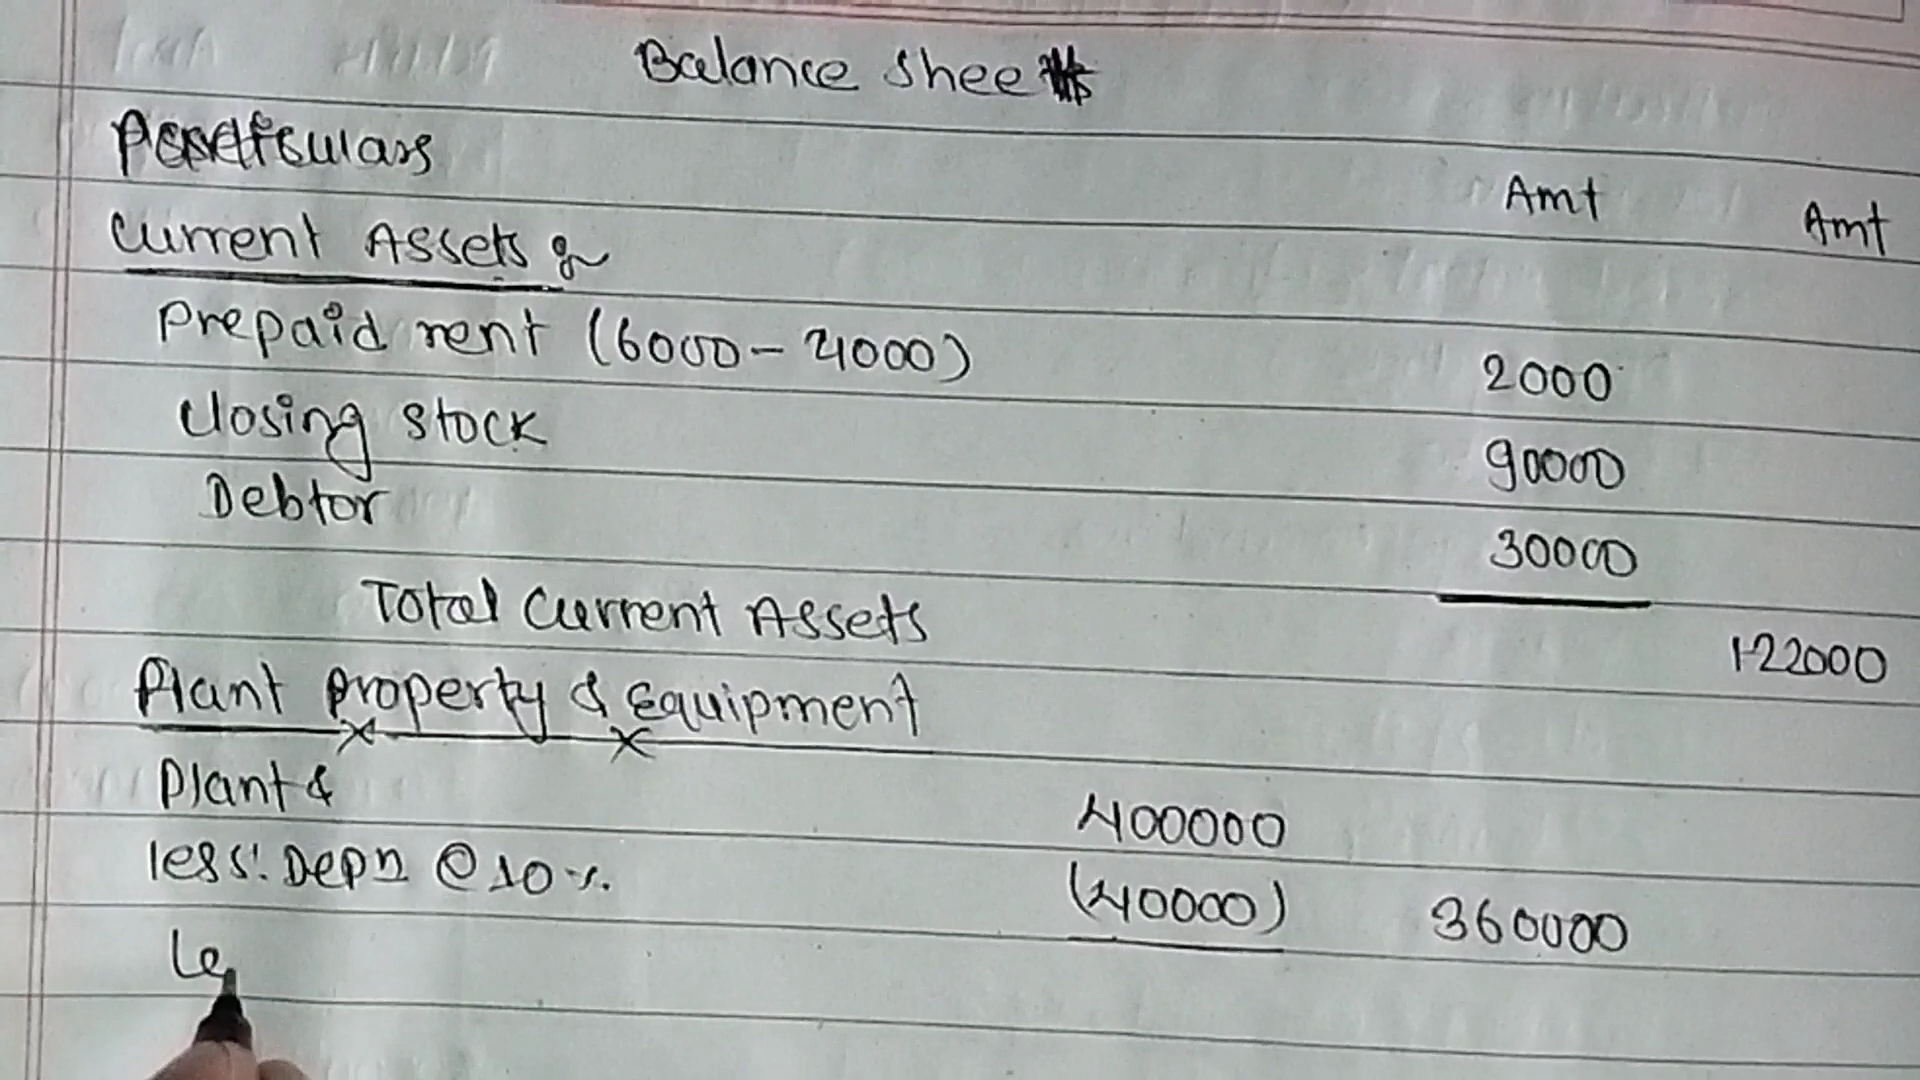 Balance Sheet
Particulars Amt Amt
Current Assets
Prepaid rent (6000-4000) 2000
Closing stock 90000
Debtor 30000
Total Current Assets 122000
Plant Property & Equipment
Plant & 400000
less: Depn @10% (40000) 360000
Le